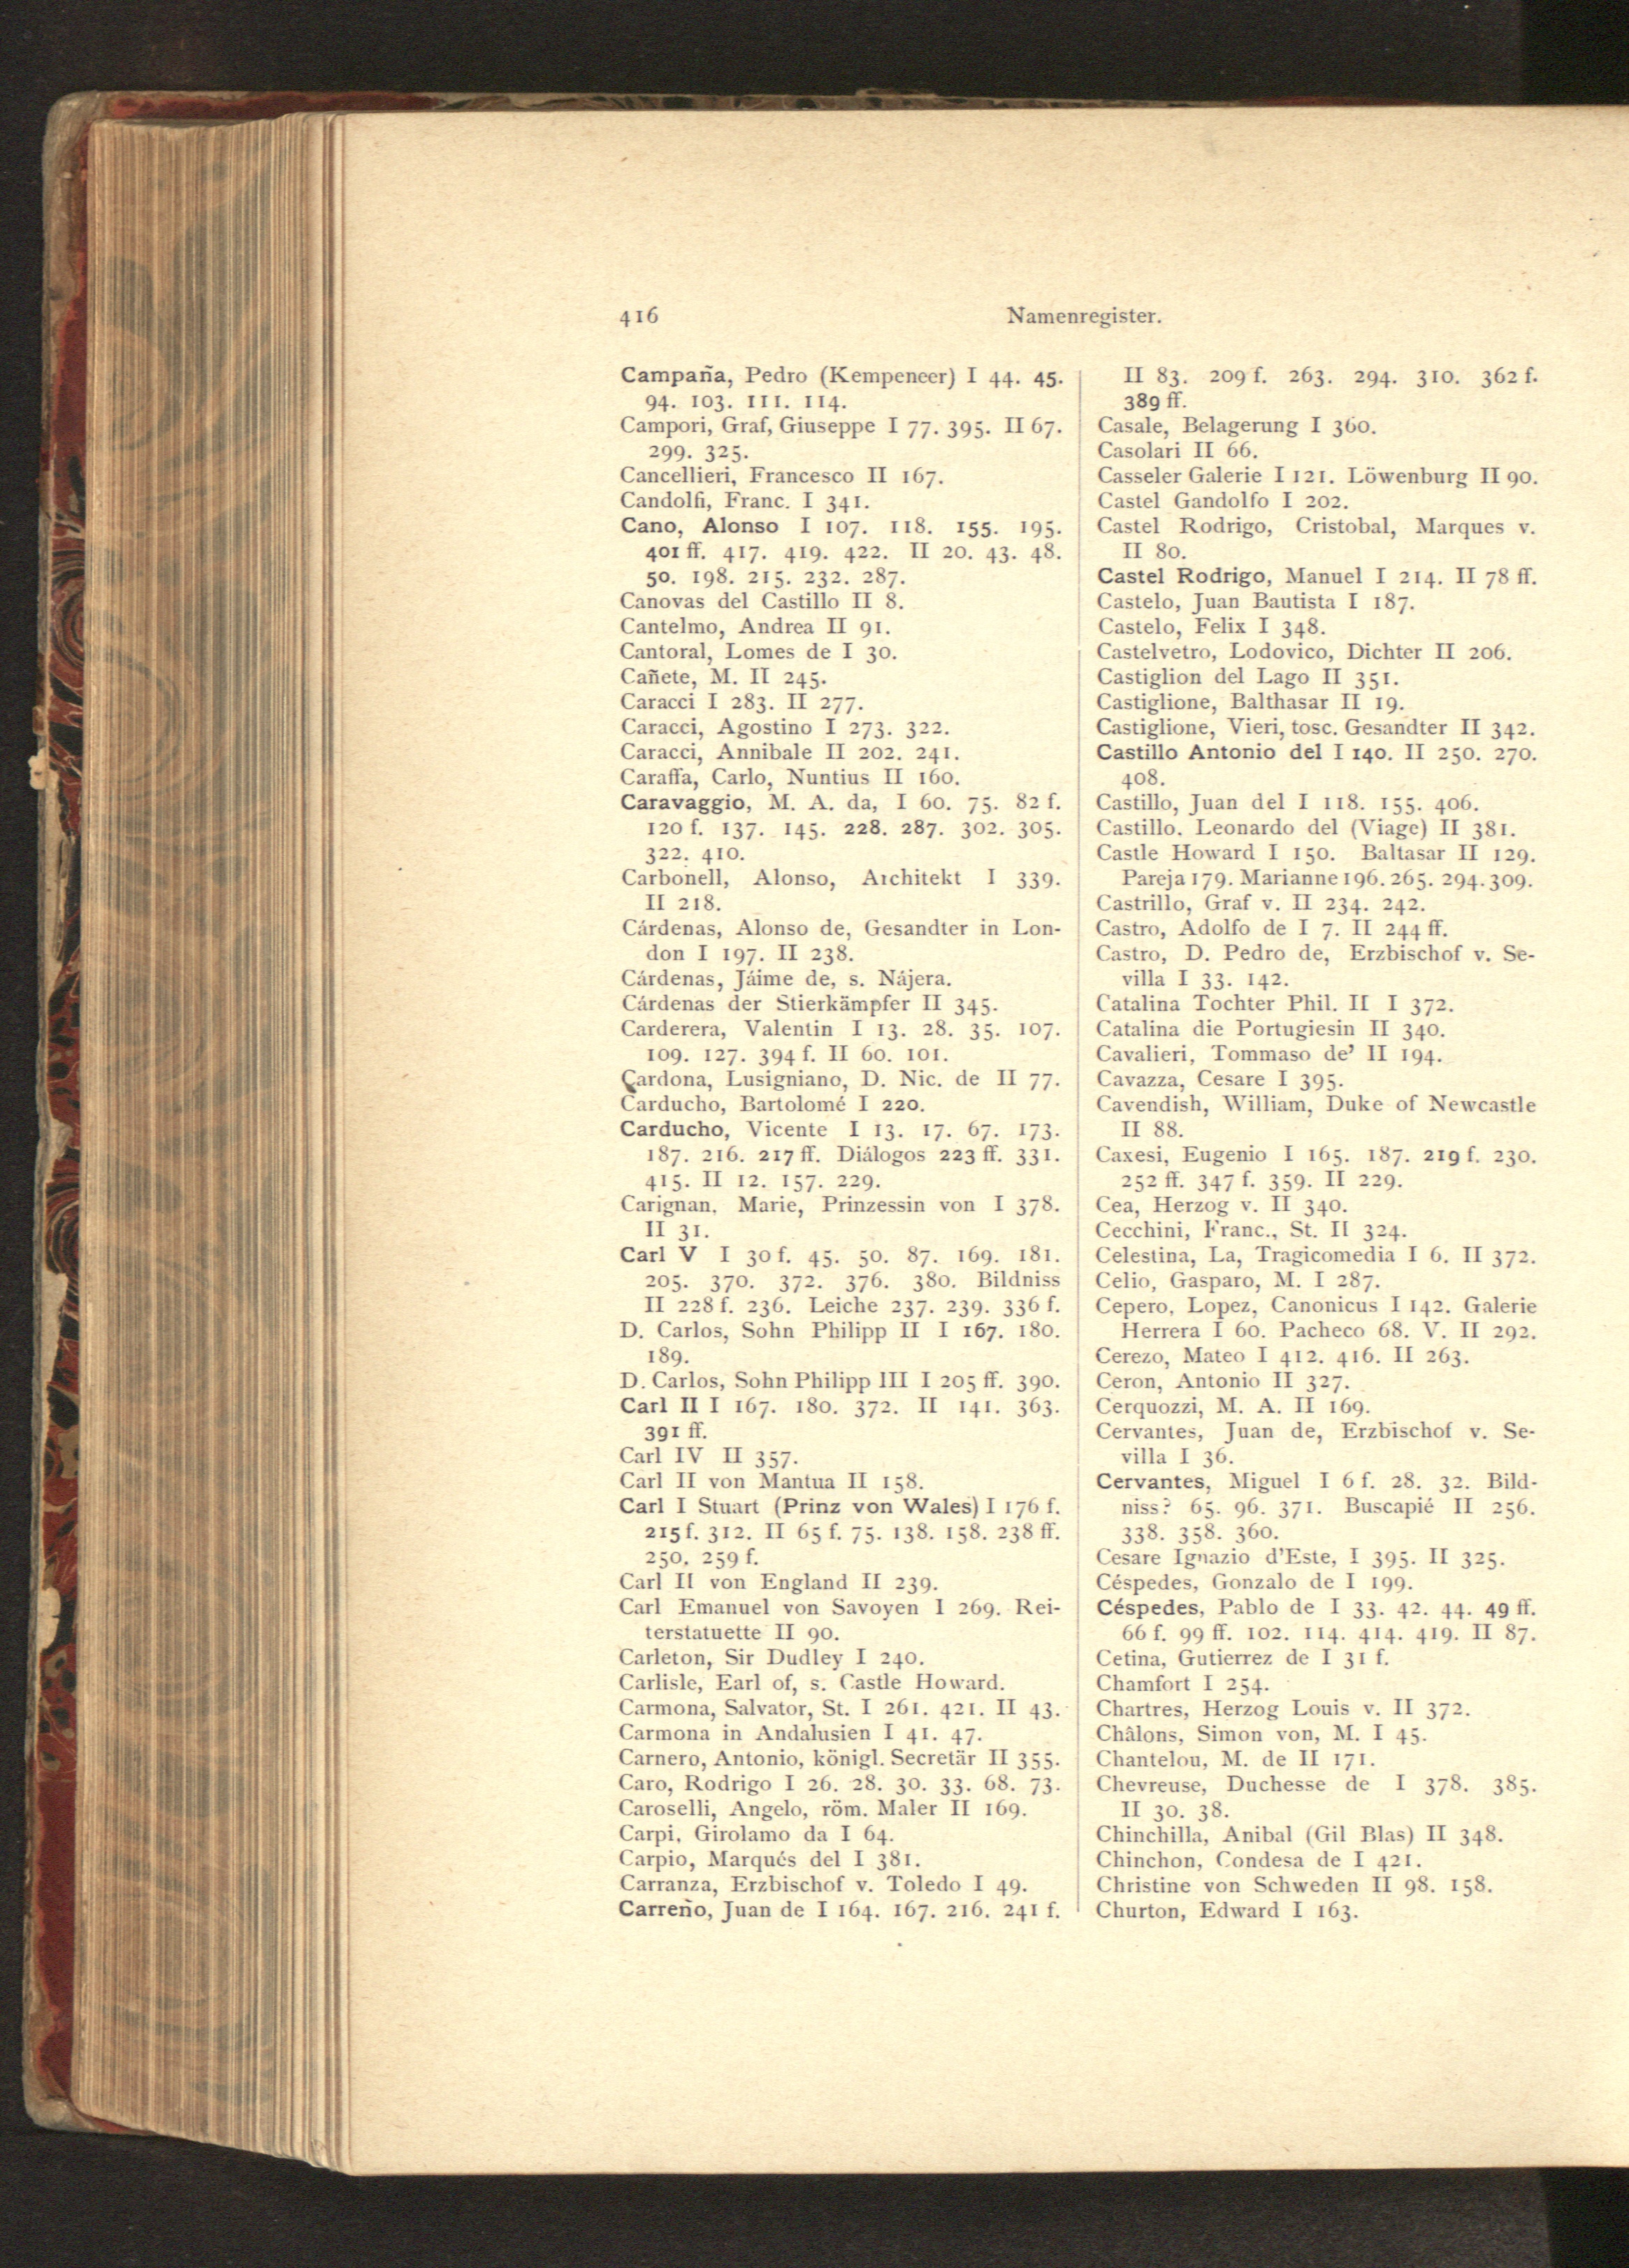 416
Namenregister.
Campaña, Pedro (Kempeneer) I 44. 45.
94. 103. 111. 114.
Campori, Graf, Giuseppe I 77. 395. II 67.
299. 325.
Cancellieri, Francesco II 167.
Candolfi, Franc. I 341.
Cano, Alonso I 107. 118. 155. 195.
401 ff. 417. 419. 422. II 20. 43. 48.
50. 198. 215. 232. 287.
Canovas del Castillo II 8.
Cantelmo, Andrea II 91.
Cantoral, Lomes de I 30.
Cañete, M. II 245.
Caracci I 283. II 277.
Caracci, Agostino I 273. 322.
Caracci, Annibale II 202. 241.
Caraffa, Carlo, Nuntius II 160.
Caravaggio, M. A. da, I 60. 75. 82 f.
120 f. 137. 145. 228. 287. 302. 305.
322. 410.
Carbonell, Alonso, Architekt I 339.
II 218.
Cárdenas, Alonso de, Gesandter in Lon-
don I 197. II 238.
Cárdenas, Jáime de, s. Nájera.
Cárdenas der Stierkämpfer II 345.
Carderera, Valentin I 13. 28. 35. 107.
109. 127. 394 f. II 60. 101.
Çardona, Lusigniano, D. Nic. de II 77.
Carducho, Bartolomé I 220.
Carducho, Vicente I 13. 17. 67. 173.
187. 216. 217 ff. Diálogos 223 ff. 331.
415. II 12. 157. 229.
Carignan, Marie, Prinzessin von I 378.
II 31.
Carl V I 30 f. 45. 50. 87. 169. 181.
205. 370. 372. 376. 380. Bildniss
II 228 f. 236. Leiche 237. 239. 336 f.
D. Carlos, Sohn Philipp II I 167. 180.
189.
D. Carlos, Sohn Philipp III I 205 ff. 390.
Carl II I 167. 180. 372. II 141. 363.
391 ff.
Carl IV II 357.
Carl II von Mantua II 158.
Carl I Stuart (Prinz von Wales) I 176 f.
215 f. 312. II 65 f. 75. 138. 158. 238 ff.
250. 259 f.
Carl II von England II 239.
Carl Emanuel von Savoyen I 269. Rei-
terstatuette II 90.
Carleton, Sir Dudley I 240.
Carlisle, Earl of, s. Castle Howard.
Carmona, Salvator, St. I 261. 421. II 43.
Carmona in Andalusien I 41. 47.
Carnero, Antonio, königl. Secretär II 355.
Caro, Rodrigo I 26. 28. 30. 33. 68. 73.
Caroselli, Angelo, röm. Maler II 169.
Carpi, Girolamo da I 64.
Carpio, Marqués del I 381.
Carranza, Erzbischof v. Toledo I 49.
Carreño, Juan de I 164. 167. 216. 241 f.
II 83. 209 f. 263. 294. 310. 362 f.
389 ff.
Casale, Belagerung I 360.
Casolari II 66.
Casseler Galerie I 121. Löwenburg II 90.
Castel Gandolfo I 202.
Castel Rodrigo, Cristobal, Marques v.
II 80.
Castel Rodrigo, Manuel I 214. II 78 ff.
Castelo, Juan Bautista I 187.
Castelo, Felix I 348.
Castelvetro, Lodovico, Dichter II 206.
Castiglion del Lago II 351.
Castiglione, Balthasar II 19.
Castiglione, Vieri, tosc. Gesandter II 342.
Castillo Antonio del I 140. II 250. 270.
408.
Castillo, Juan del I 118. 155. 406.
Castillo. Leonardo del (Viage) II 381.
Castle Howard I 150. Baltasar II 129.
Pareja 179. Marianne 196. 265. 294. 309.
Castrillo, Graf v. II 234. 242.
Castro, Adolfo de I 7. II 244 ff.
Castro, D. Pedro de, Erzbischof v. Se-
villa I 33. 142.
Catalina Tochter Phil. II I 372.
Catalina die Portugiesin II 340.
Cavalieri, Tommaso de' II 194.
Cavazza, Cesare I 395.
Cavendish, William, Duke of Newcastle
II 88.
Caxesi, Eugenio I 165. 187. 219 f. 230.
252 ff. 347 f. 359. II 229.
Cea, Herzog v. II 340.
Cecchini, Franc., St. II 324.
Celestina, La, Tragicomedia I 6. II 372.
Celio, Gasparo, M. I 287.
Cepero, Lopez, Canonicus I 142. Galerie
Herrera I 60. Pacheco 68. V. II 292.
Cerezo, Mateo I 412. 416. II 263.
Ceron, Antonio II 327.
Cerquozzi, M. A. II 169.
Cervantes, Juan de, Erzbischof v. Se-
villa I 36.
Cervantes, Miguel I 6 f. 28. 32. Bild-
niss? 65. 96. 371. Buscapié II 256.
338. 358. 360.
Cesare Ignazio d'Este, I 395. II 325.
Céspedes, Gonzalo de I 199.
Céspedes, Pablo de I 33. 42. 44. 49 ff.
66 f. 99 ff. 102. 114. 414. 419. II 87.
Cetina, Gutierrez de I 31 f.
Chamfort I 254.
Chartres, Herzog Louis v. II 372.
Châlons, Simon von, M. I 45.
Chantelou, M. de II 171.
Chevreuse, Duchesse de I 378. 385.
II 30. 38.
Chinchilla, Anibal (Gil Blas) II 348.
Chinchon, Condesa de I 421.
Christine von Schweden II 98. 158.
Churton, Edward I 163.